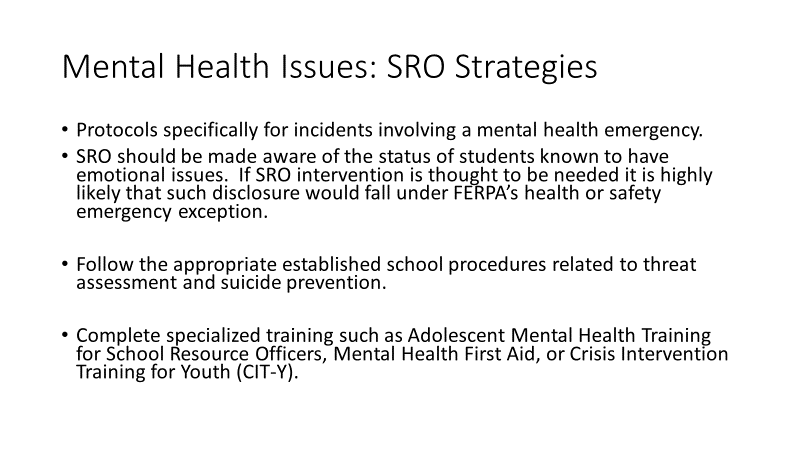 Mental Health Issues: SRO Strategies
• Protocols specifically for incidents involving a mental health emergency.
• SRO should be made aware of the status of students known to have
emotional issues.  If SRO intervention is thought to be needed it is highly
likely that such disclosure would fall under FERPA's health or safety
emergency exception.
• Follow the appropriate established school procedures related to threat
assessment and suicide prevention.
• Complete specialized training such as Adolescent Mental Health Training
for School Resource Officers, Mental Health First Aid, or Crisis Intervention
Training for Youth (CIT-Y).